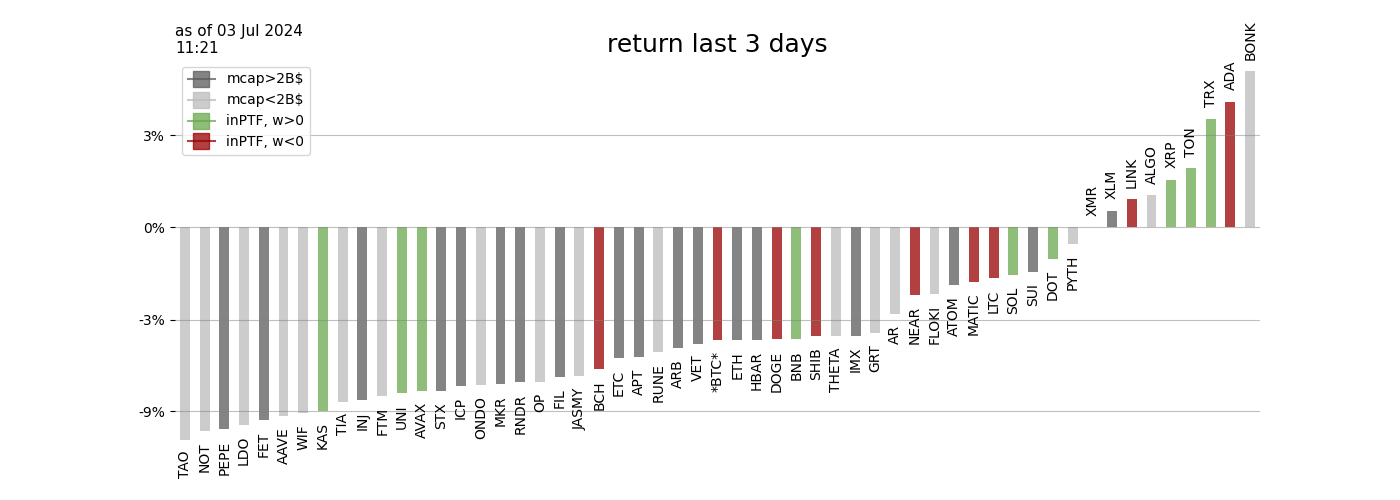 as of 03 Jul 2024
11:21
return last 3 days
mcap>2B$
mcap<2B$
inPTF, w>0
inPTF, w<0
3%
0%
-3%
-9%
TAO
NOT
PEPE
LDO
FET
AAVE
WIF
KAS
TIA
INJ
FTM
UNI
AVAX
STX
ICP
ONDO
MKR
RNDR
OP
FIL
JASMY
BCH
ETC
APT
RUNE
ARB
VET
*BTC*
ETH
HBAR
DOGE
BNB
SHIB
THETA
IMX
GRT
AR
NEAR
FLOKI
ATOM
MATIC
LTC
SOL
SUI
DOT
PYTH
XMR
XLM
LINK
ALGO
XRP
TON
TRX
ADA
BONK